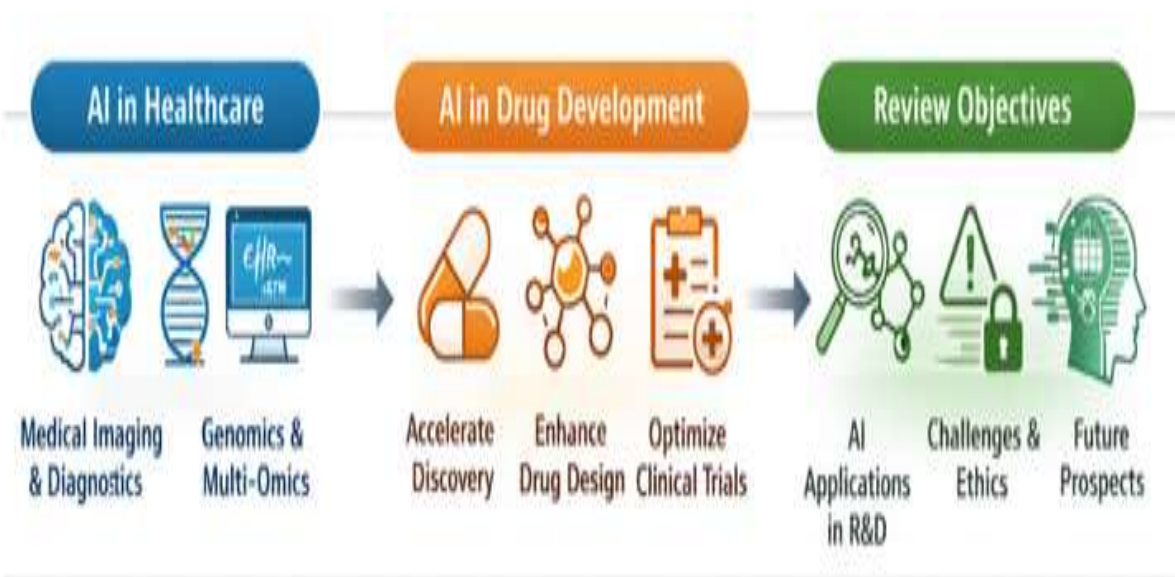 AI in Healthcare
AI in Drug Development
Review Objectives
Medical Imaging
& Diagnostics
Genomics &
Multi-Omics
Accelerate
Discovery
Enhance
Drug Design
Optimize
Clinical Trials
AI
Applications
in R&D
Challenges &
Ethics
Future
Prospects